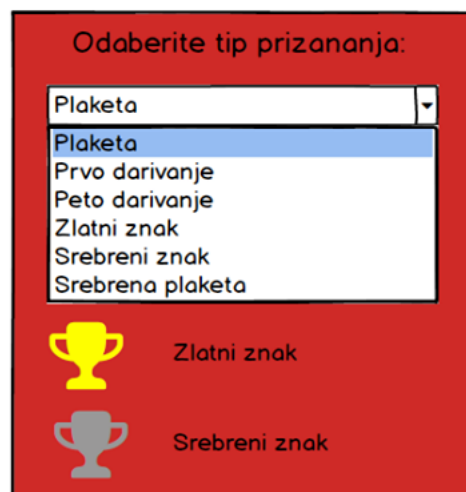 Odaberite tip prizananja:
Plaketa
Plaketa
Prvo darivanje
Peto darivanje
Zlatni znak
Srebreni znak
Srebrena plaketa
Zlatni znak
Srebreni znak